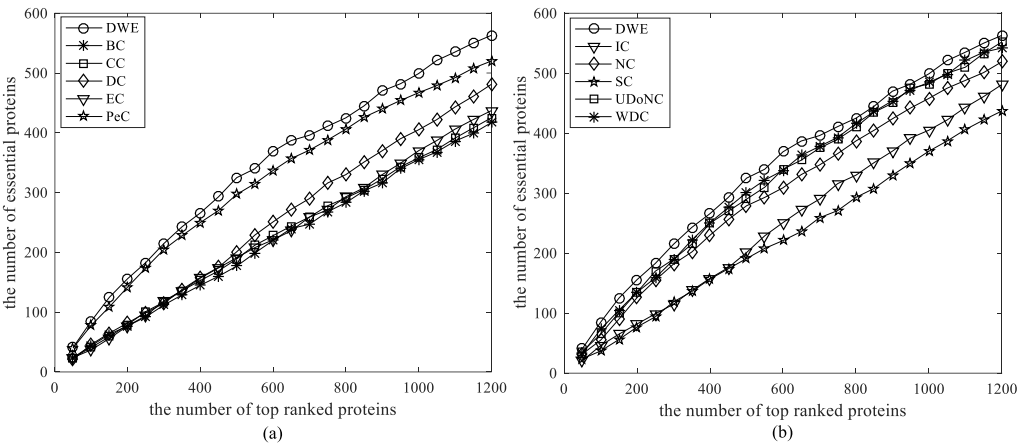 600
500
400
300
200
100
0
0 200 400 600 800 1000 1200
the number of essential proteins
the number of top ranked proteins
DWE
BC
CC
DC
EC
PeC
(a)
600
500
400
300
200
100
0
0 200 400 600 800 1000 1200
the number of essential proteins
the number of top ranked proteins
DWE
IC
NC
SC
UDoNC
WDC
(b)